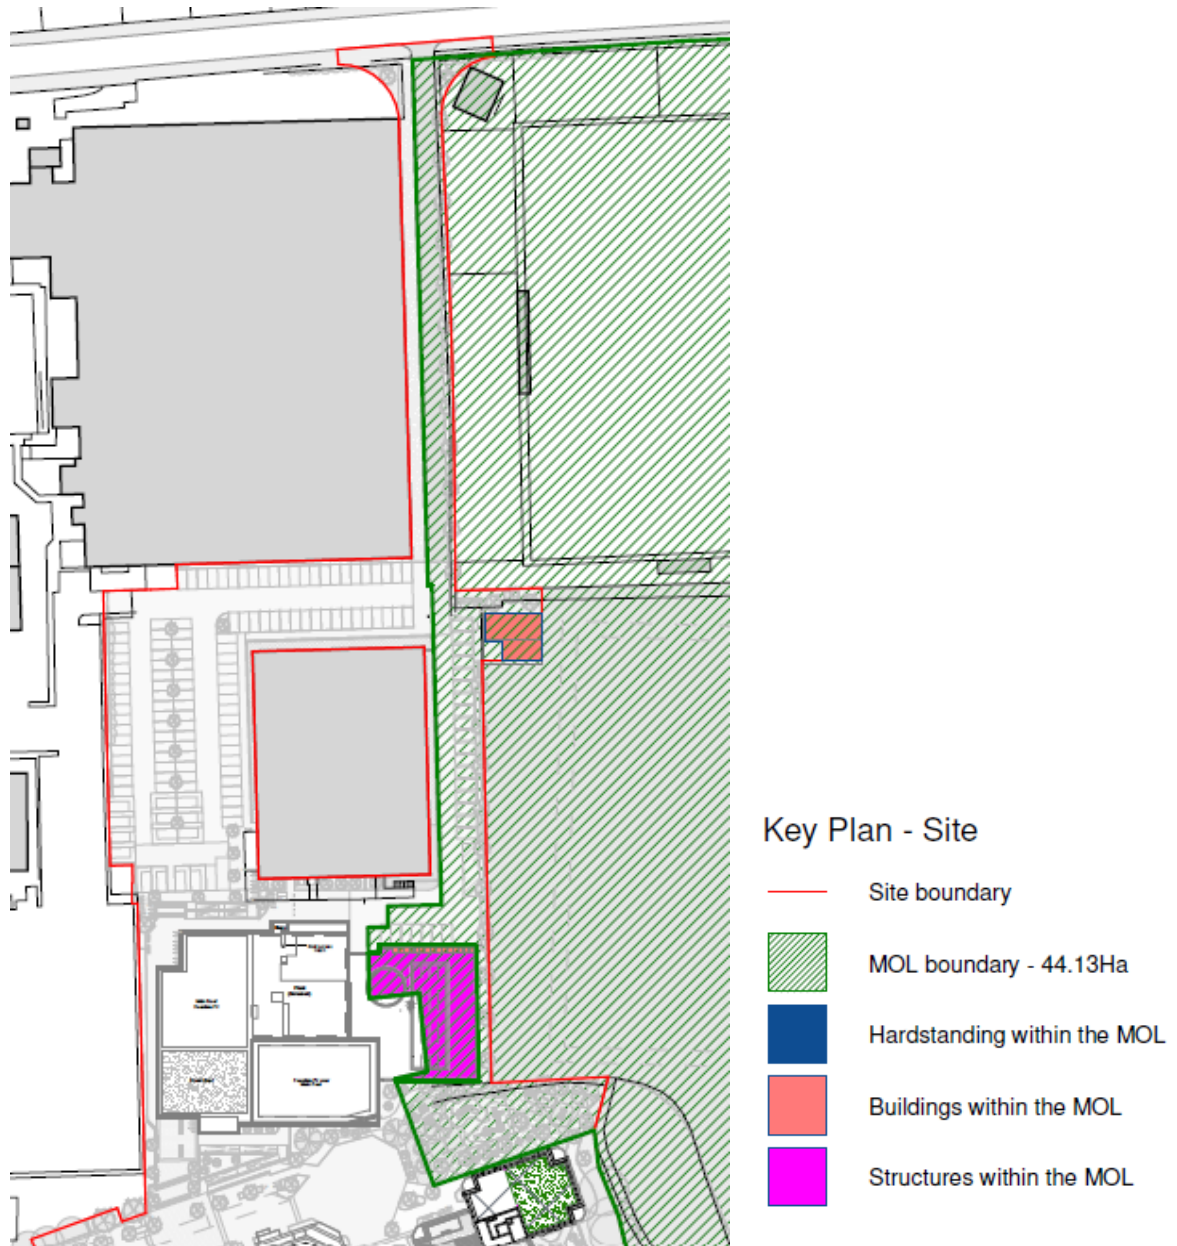 Key Plan - Site
Site boundary
MOL boundary - 44.13Ha
Hardstanding within the MOL
Buildings within the MOL
Structures within the MOL